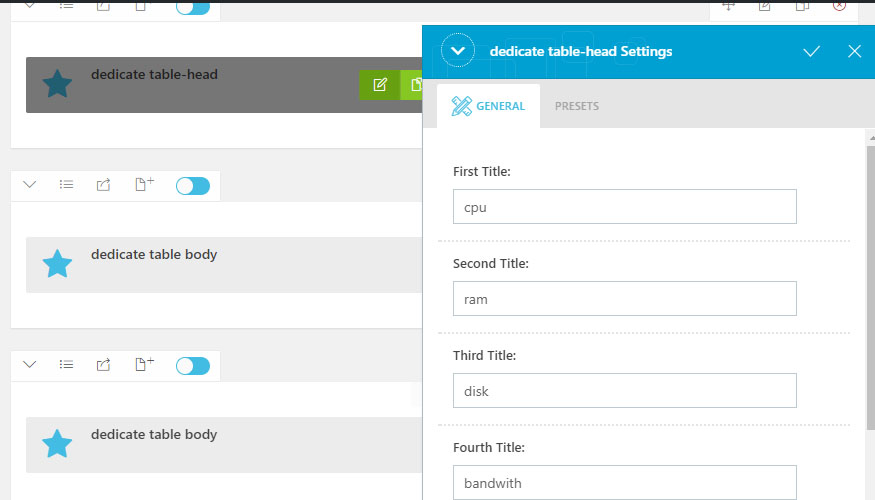 dedicate table-head
dedicate table body
dedicate table body
dedicate table-head Settings
GENERAL
PRESETS
First Title:
cpu
Second Title:
ram
Third Title:
disk
Fourth Title:
bandwith